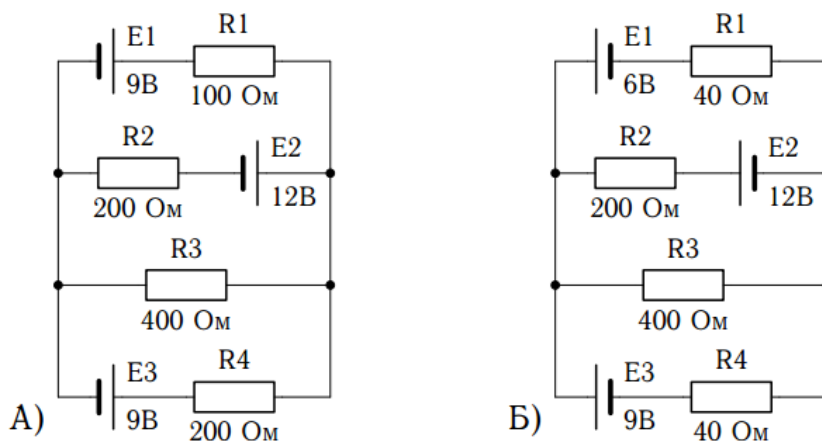 E1
R1
9В
100 Ом
R2
E2
200 Ом
12В
R3
400 Ом
E3
R4
А)
9В
200 Ом
E1
R1
6В
40 Ом
R2
E2
200 Ом
12В
R3
400 Ом
E3
R4
Б)
9В
40 Ом